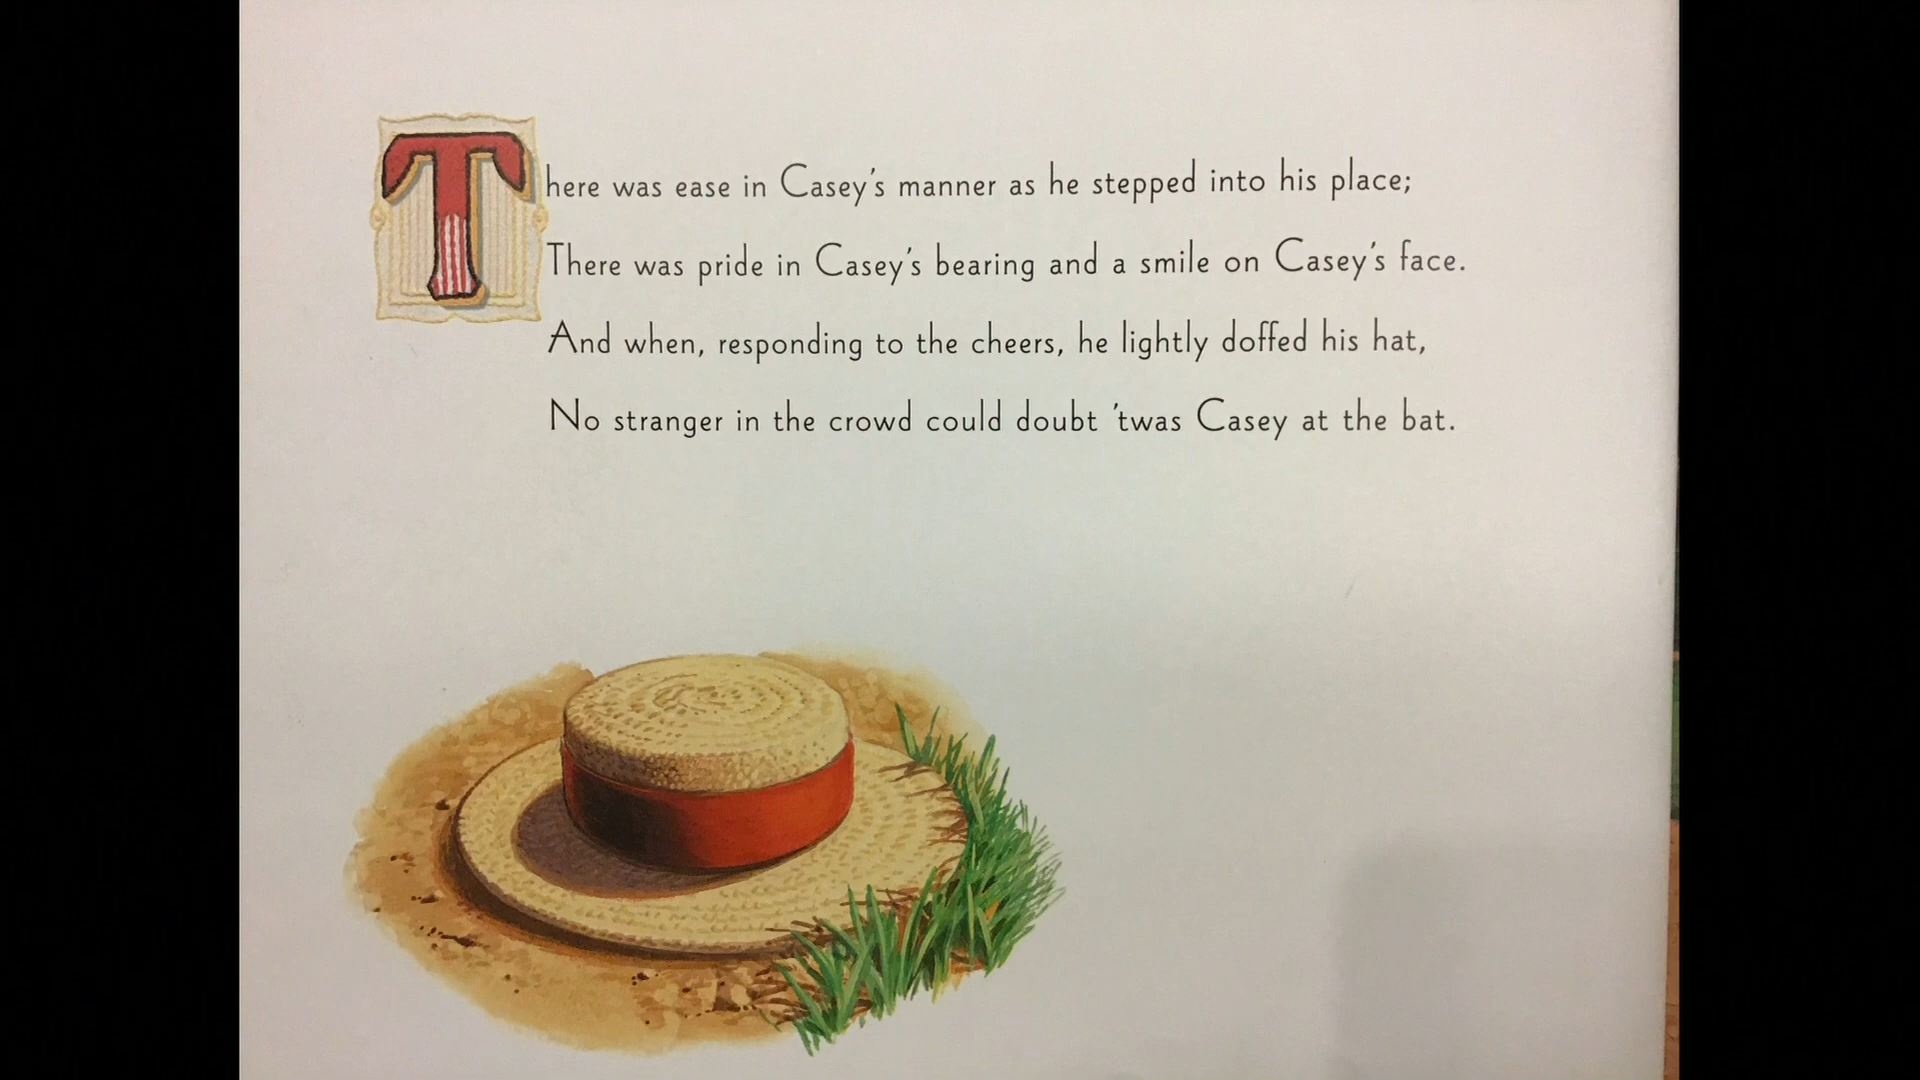 There was ease in Casey's manner as he stepped into his place;
There was pride in Casey's bearing and a smile on Casey's face.
And when, responding to the cheers, he lightly doffed his hat,
No stranger in the crowd could doubt 'twas Casey at the bat.